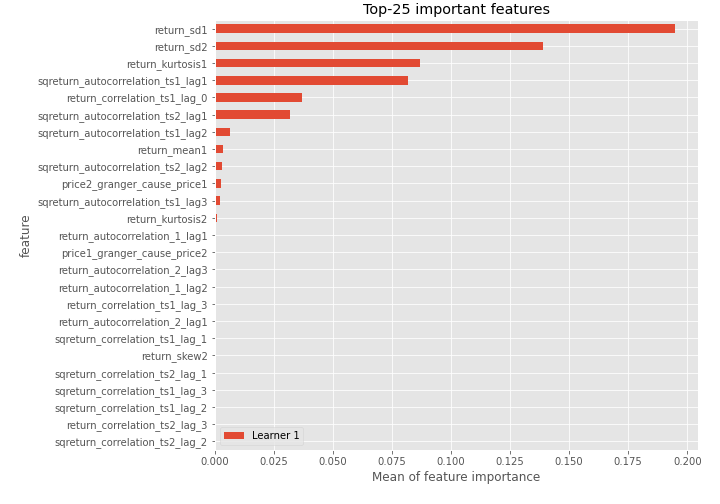 Top-25 important features
feature
return_sd1
return_sd2
return_kurtosis1
sqreturn_autocorrelation_ts1_lag1
return_correlation_ts1_lag_0
sqreturn_autocorrelation_ts2_lag1
sqreturn_autocorrelation_ts1_lag2
return_mean1
sqreturn_autocorrelation_ts2_lag2
price2_granger_cause_price1
sqreturn_autocorrelation_ts1_lag3
return_kurtosis2
return_autocorrelation_1_lag1
price1_granger_cause_price2
return_autocorrelation_2_lag3
return_autocorrelation_1_lag2
return_correlation_ts1_lag_3
return_autocorrelation_2_lag1
sqreturn_correlation_ts1_lag_1
return_skew2
sqreturn_correlation_ts2_lag_1
sqreturn_correlation_ts1_lag_3
sqreturn_correlation_ts1_lag_2
return_correlation_ts2_lag_3
sqreturn_correlation_ts2_lag_2
Learner 1
0.000 0.025 0.050 0.075 0.100 0.125 0.150 0.175 0.200
Mean of feature importance